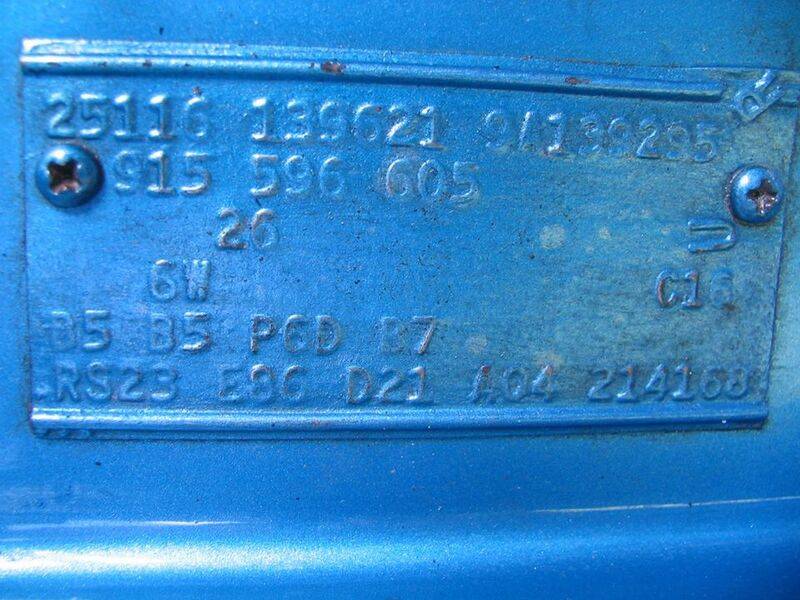 25116 139621 9A139295
915 596 605
26 U
6W C16
B5 B5 P6D B7
RS23 E86 D21 A04 214168